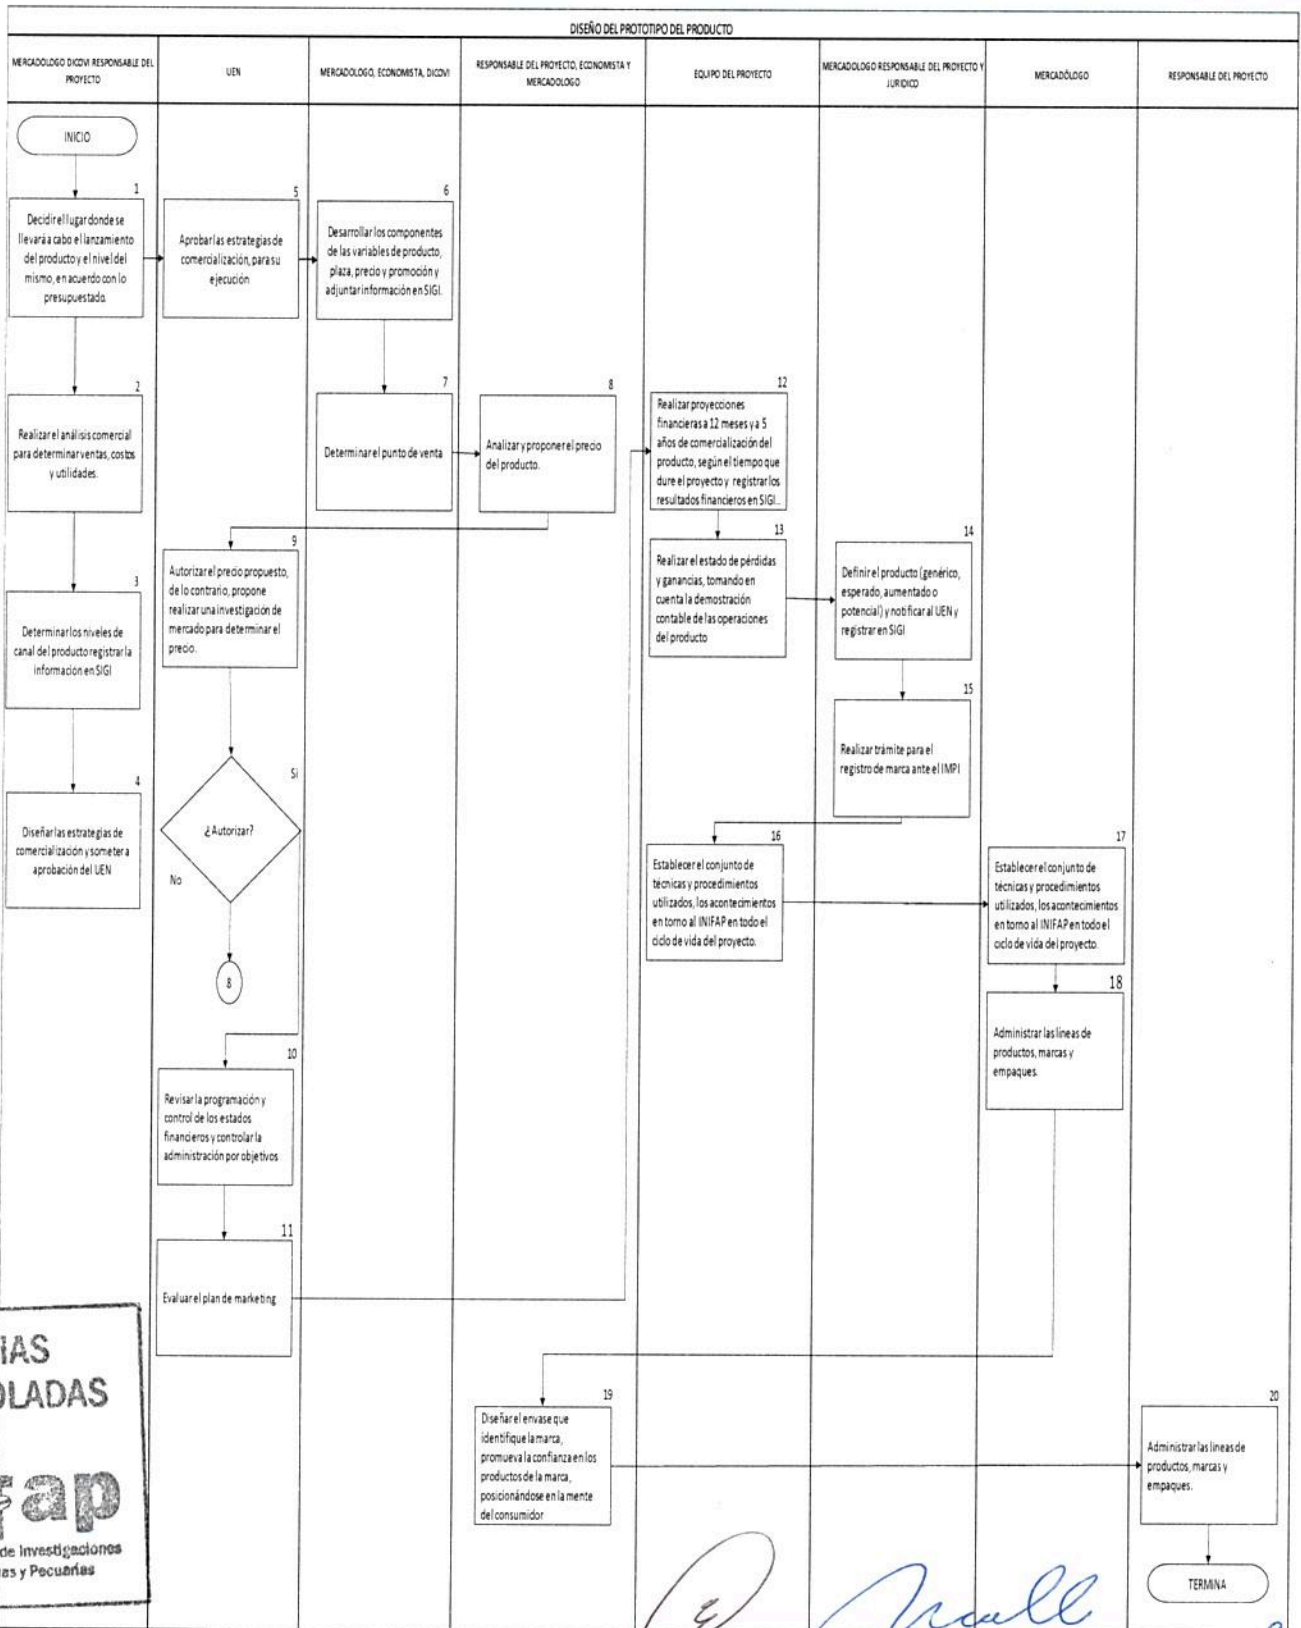 DISEÑO DEL PROTOTIPO DEL PRODUCTO
MERCADOLOGO DICOVI RESPONSABLE DEL
PROYECTO
UEN
MERCADOLOGO, ECONOMISTA, DICOVI
RESPONSABLE DEL PROYECTO, ECONOMISTA Y
MERCADOLOGO
EQUIPO DEL PROYECTO
MERCADOLOGO RESPONSABLE DEL PROYECTO Y
JURIDICO
MERCADÓLOGO
RESPONSABLE DEL PROYECTO
INICIO
1
Decidir el lugar donde se
llevará a cabo el lanzamiento
del producto y el nivel del
mismo, en acuerdo con lo
presupuestado.
5
Aprobar las estrategias de
comercialización, para su
ejecución
6
Desarrollar los componentes
de las variables de producto,
plaza, precio y promoción y
adjuntar información en SIGI.
2
Realizar el análisis comercial
para determinar ventas, costos
y utilidades.
7
Determinar el punto de venta
8
Analizar y proponer el precio
del producto.
12
Realizar proyecciones
financieras a 12 meses y a 5
años de comercialización del
producto, según el tiempo que
dure el proyecto y registrar los
resultados financieros en SIGI..
3
Determinar los niveles de
canal del producto registrar la
información en SIGI
9
Autorizar el precio propuesto,
de lo contrario, propone
realizar una investigación de
mercado para determinar el
precio.
13
Realizar el estado de pérdidas
y ganancias, tomando en
cuenta la demostración
contable de las operaciones
del producto
14
Definir el producto (genérico,
esperado, aumentado o
potencial) y notificar al UEN y
registrar en SIGI
15
Realizar trámite para el
registro de marca ante el IMPI
4
Diseñar las estrategias de
comercialización y someter a
aprobación del UEN
Si
¿Autorizar?
No
8
16
Establecer el conjunto de
técnicas y procedimientos
utilizados, los acontecimientos
en torno al INIFAP en todo el
ciclo de vida del proyecto.
17
Establecer el conjunto de
técnicas y procedimientos
utilizados, los acontecimientos
en torno al INIFAP en todo el
ciclo de vida del proyecto.
18
Administrar las lineas de
productos, marcas y
empaques.
10
Revisar la programación y
control de los estados
financieros y controlar la
administración por objetivos
11
Evaluar el plan de marketing
19
Diseñar el envase que
identifique la marca,
promueva la confianza en los
productos de la marca,
posicionándose en la mente
del consumidor
20
Administrar las lineas de
productos, marcas y
empaques.
TERMINA
IAS
OLADAS
fap
de Investigaciones
as y Pecuarias